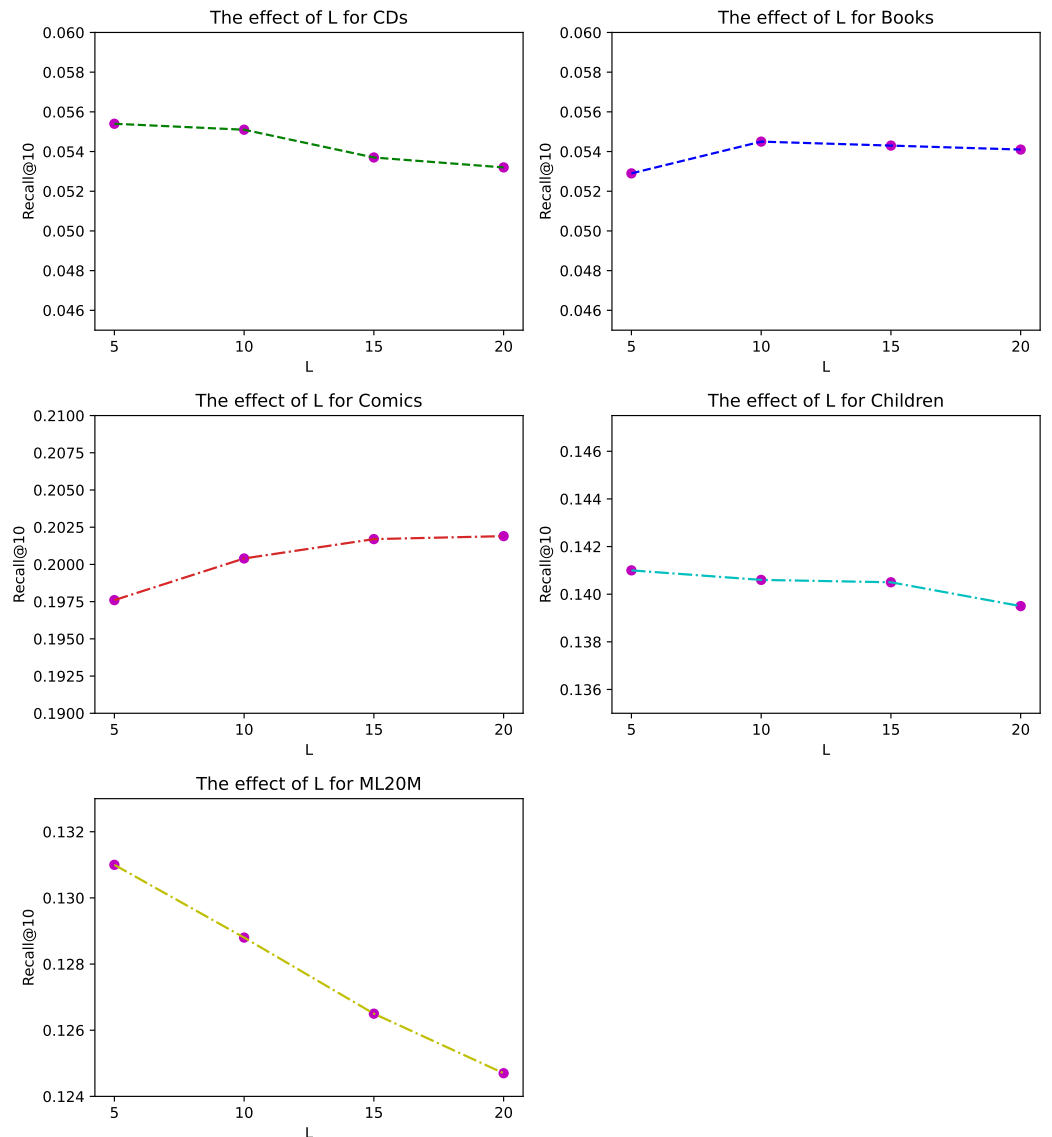 The effect of L for CDs
0.060
0.058
0.056
0.054
0.052
0.050
0.048
0.046
Recall@10
5 10 15 20
L
The effect of L for Books
0.060
0.058
0.056
0.054
0.052
0.050
0.048
0.046
Recall@10
5 10 15 20
L
The effect of L for Comics
0.2100
0.2075
0.2050
0.2025
0.2000
0.1975
0.1950
0.1925
0.1900
Recall@10
5 10 15 20
L
The effect of L for Children
0.146
0.144
0.142
0.140
0.138
0.136
Recall@10
5 10 15 20
L
The effect of L for ML20M
0.132
0.130
0.128
0.126
0.124
Recall@10
5 10 15 20
L